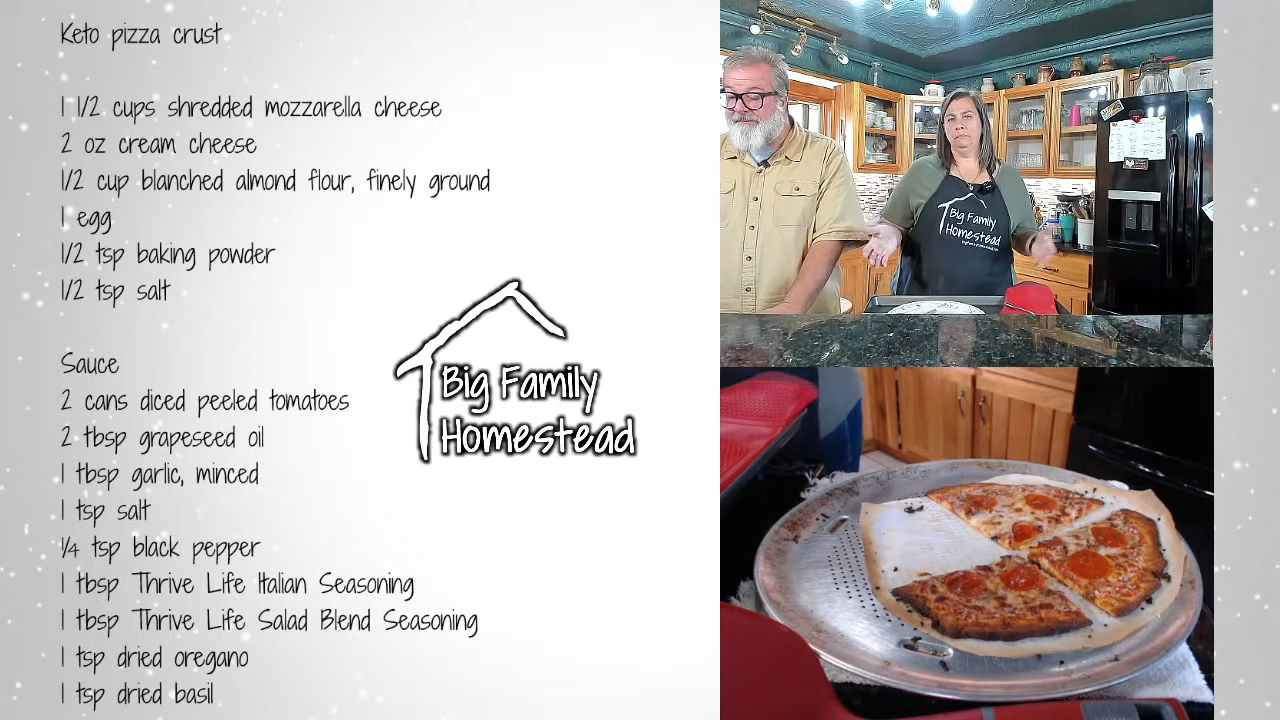 Keto pizza crust
1 1/2 cups shredded mozzarella cheese
2 oz cream cheese
1/2 cup blanched almond flour, finely ground
1 egg
1/2 tsp baking powder
1/2 tsp salt
Sauce
2 cans diced peeled tomatoes
2 tbsp grapeseed oil
1 tbsp garlic, minced
1 tsp salt
1/4 tsp black pepper
1 tbsp Thrive Life Italian Seasoning
1 tbsp Thrive Life Salad Blend Seasoning
1 tsp dried oregano
1 tsp dried basil
Big Family
Homestead
Big Family
Homestead